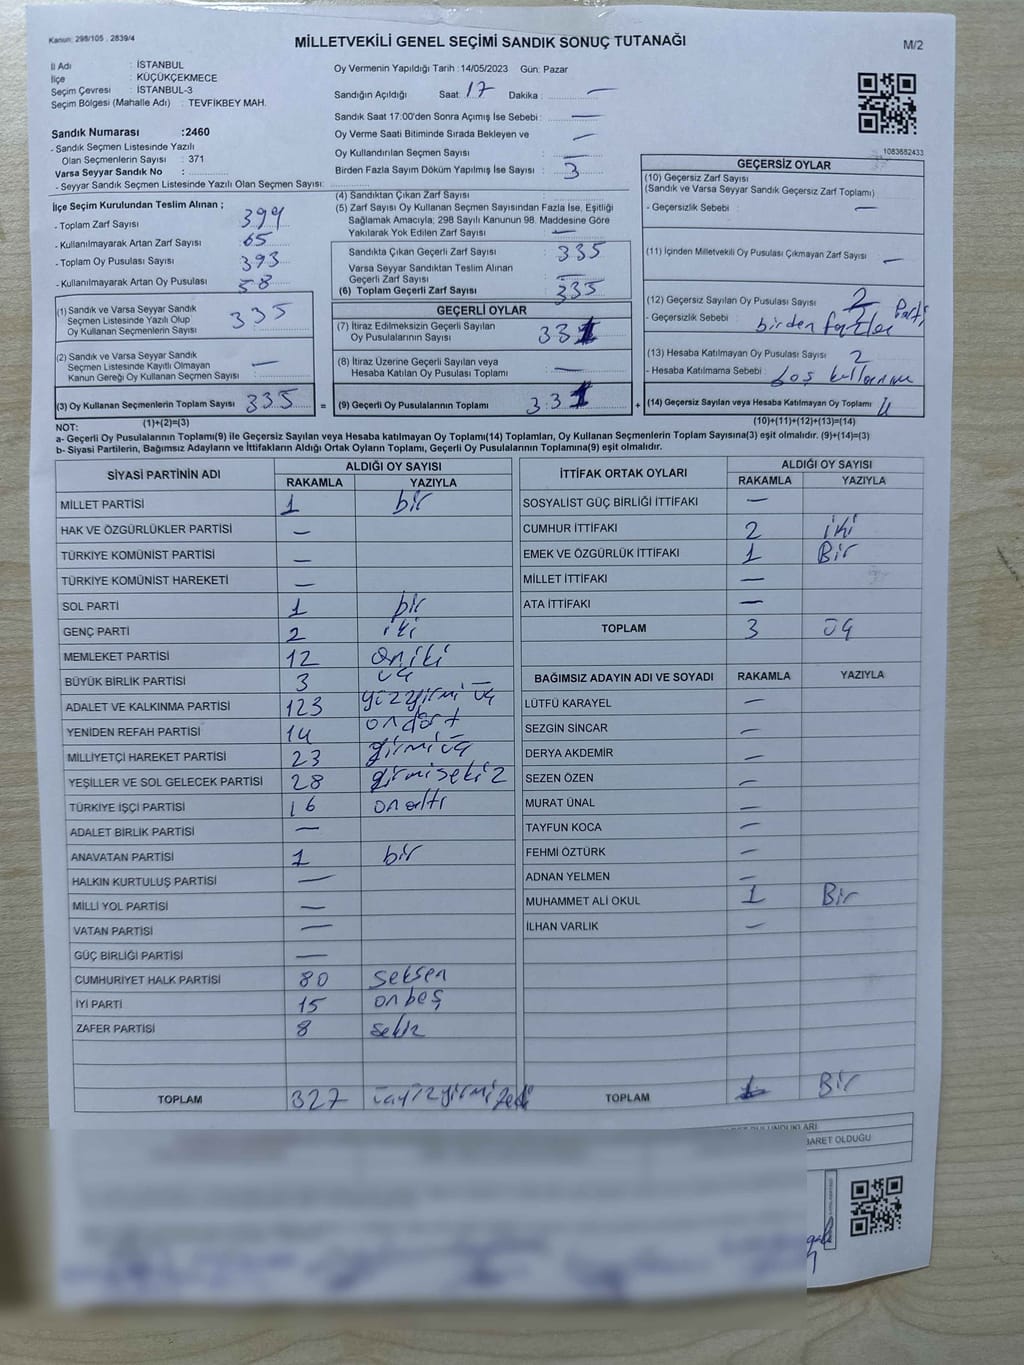 Kanun: 298/105 . 2839/4
MİLLETVEKİLİ GENEL SEÇİMİ SANDIK SONUÇ TUTANAĞI
M/2
İl Adı : İSTANBUL
İlçe : KÜÇÜKÇEKMECE
Seçim Çevresi : İSTANBUL-3
Seçim Bölgesi (Mahalle Adı) : TEVFİKBEY MAH.
Sandık Numarası :2460
- Sandık Seçmen Listesinde Yazılı
Olan Seçmenlerin Sayısı : 371
Varsa Seyyar Sandık No :
- Seyyar Sandık Seçmen Listesinde Yazılı Olan Seçmen Sayısı:
Oy Vermenin Yapıldığı Tarih :14/05/2023 Gün: Pazar
Sandığın Açıldığı Saat: 17 Dakika : —
Sandık Saat 17:00'den Sonra Açımış İse Sebebi : —
Oy Verme Saati Bitiminde Sırada Bekleyen ve
Oy Kullandırılan Seçmen Sayısı : —
Birden Fazla Sayım Döküm Yapılmış İse Sayısı : 3
1083682433
İlçe Seçim Kurulundan Teslim Alınan ;
- Toplam Zarf Sayısı : 399
- Kullanılmayarak Artan Zarf Sayısı : 65
- Toplam Oy Pusulası Sayısı : 393
- Kullanılmayarak Artan Oy Pusulası : 58
(4) Sandıktan Çıkan Zarf Sayısı :
(5) Zarf Sayısı Oy Kullanan Seçmen Sayısından Fazla İse, Eşitliği
Sağlamak Amacıyla; 298 Sayılı Kanunun 98. Maddesine Göre
Yakılarak Yok Edilen Zarf Sayısı : —
Sandıkta Çıkan Geçerli Zarf Sayısı : 335
Varsa Seyyar Sandıktan Teslim Alınan
Geçerli Zarf Sayısı : —
(6) Toplam Geçerli Zarf Sayısı : 335
(1) Sandık ve Varsa Seyyar Sandık
Seçmen Listesinde Yazılı Olup
Oy Kullanan Seçmenlerin Sayısı : 335
(2) Sandık ve Varsa Seyyar Sandık
Seçmen Listesinde Kayıtlı Olmayan
Kanun Gereği Oy Kullanan Seçmen Sayısı : —
(3) Oy Kullanan Seçmenlerin Toplam Sayısı : 335 =
GEÇERLİ OYLAR
(7) İtiraz Edilmeksizin Geçerli Sayılan
Oy Pusulalarının Sayısı : 331
(8) İtiraz Üzerine Geçerli Sayılan veya
Hesaba Katılan Oy Pusulası Toplamı : —
(9) Geçerli Oy Pusulalarının Toplamı : 331 +
GEÇERSİZ OYLAR
(10) Geçersiz Zarf Sayısı :
(Sandık ve Varsa Seyyar Sandık Geçersiz Zarf Toplamı)
- Geçersizlik Sebebi : —
(11) İçinden Milletvekili Oy Pusulası Çıkmayan Zarf Sayısı : —
(12) Geçersiz Sayılan Oy Pusulası Sayısı : 2
- Geçersizlik Sebebi : birden fazla Parti
(13) Hesaba Katılmayan Oy Pusulası Sayısı : 2
- Hesaba Katılmama Sebebi : boş
(14) Geçersiz Sayılan veya Hesaba Katılmayan Oy Toplamı : 4
NOT: (1)+(2)=(3) (10)+(11)+(12)+(13)=(14)
a- Geçerli Oy Pusulalarının Toplamı(9) ile Geçersiz Sayılan veya Hesaba katılmayan Oy Toplamı(14) Toplamları, Oy Kullanan Seçmenlerin Toplam Sayısına(3) eşit olmalıdır. (9)+(14)=(3)
b- Siyasi Partilerin, Bağımsız Adayların ve İttifakların Aldığı Ortak Oyların Toplamı, Geçerli Oy Pusulalarının Toplamına(9) eşit olmalıdır.
SİYASİ PARTİNİN ADI ALDIĞI OY SAYISI
RAKAMLA YAZIYLA
MİLLET PARTİSİ 1 bir
HAK VE ÖZGÜRLÜKLER PARTİSİ —
TÜRKİYE KOMÜNİST PARTİSİ —
TÜRKİYE KOMÜNİST HAREKETİ —
SOL PARTİ 1 bir
GENÇ PARTİ 2 iki
MEMLEKET PARTİSİ 12 oniki
BÜYÜK BİRLİK PARTİSİ 3 üç
ADALET VE KALKINMA PARTİSİ 123 yüzyirmi üç
YENİDEN REFAH PARTİSİ 14 ondört
MİLLİYETÇİ HAREKET PARTİSİ 23 yirmiüç
YEŞİLLER VE SOL GELECEK PARTİSİ 28 yirmisekiz
TÜRKİYE İŞÇİ PARTİSİ 16 onaltı
ADALET BİRLİK PARTİSİ —
ANAVATAN PARTİSİ 1 bir
HALKIN KURTULUŞ PARTİSİ —
MİLLİ YOL PARTİSİ —
VATAN PARTİSİ —
GÜÇ BİRLİĞİ PARTİSİ —
CUMHURİYET HALK PARTİSİ 80 seksen
İYİ PARTİ 15 onbeş
ZAFER PARTİSİ 8 sekiz
TOPLAM 327 üçyüzyirmi yedi
İTTİFAK ORTAK OYLARI ALDIĞI OY SAYISI
RAKAMLA YAZIYLA
SOSYALİST GÜÇ BİRLİĞİ İTTİFAKI —
CUMHUR İTTİFAKI 2 iki
EMEK VE ÖZGÜRLÜK İTTİFAKI 1 Bir
MİLLET İTTİFAKI —
ATA İTTİFAKI —
TOPLAM 3 üç
BAĞIMSIZ ADAYIN ADI VE SOYADI RAKAMLA YAZIYLA
LÜTFÜ KARAYEL —
SEZGİN SİNCAR —
DERYA AKDEMİR —
SEZEN ÖZEN —
MURAT ÜNAL —
TAYFUN KOCA —
FEHMİ ÖZTÜRK —
ADNAN YELMEN —
MUHAMMET ALİ OKUL 1 Bir
İLHAN VARLIK —
TOPLAM 1 Bir
BARET OLDUĞU